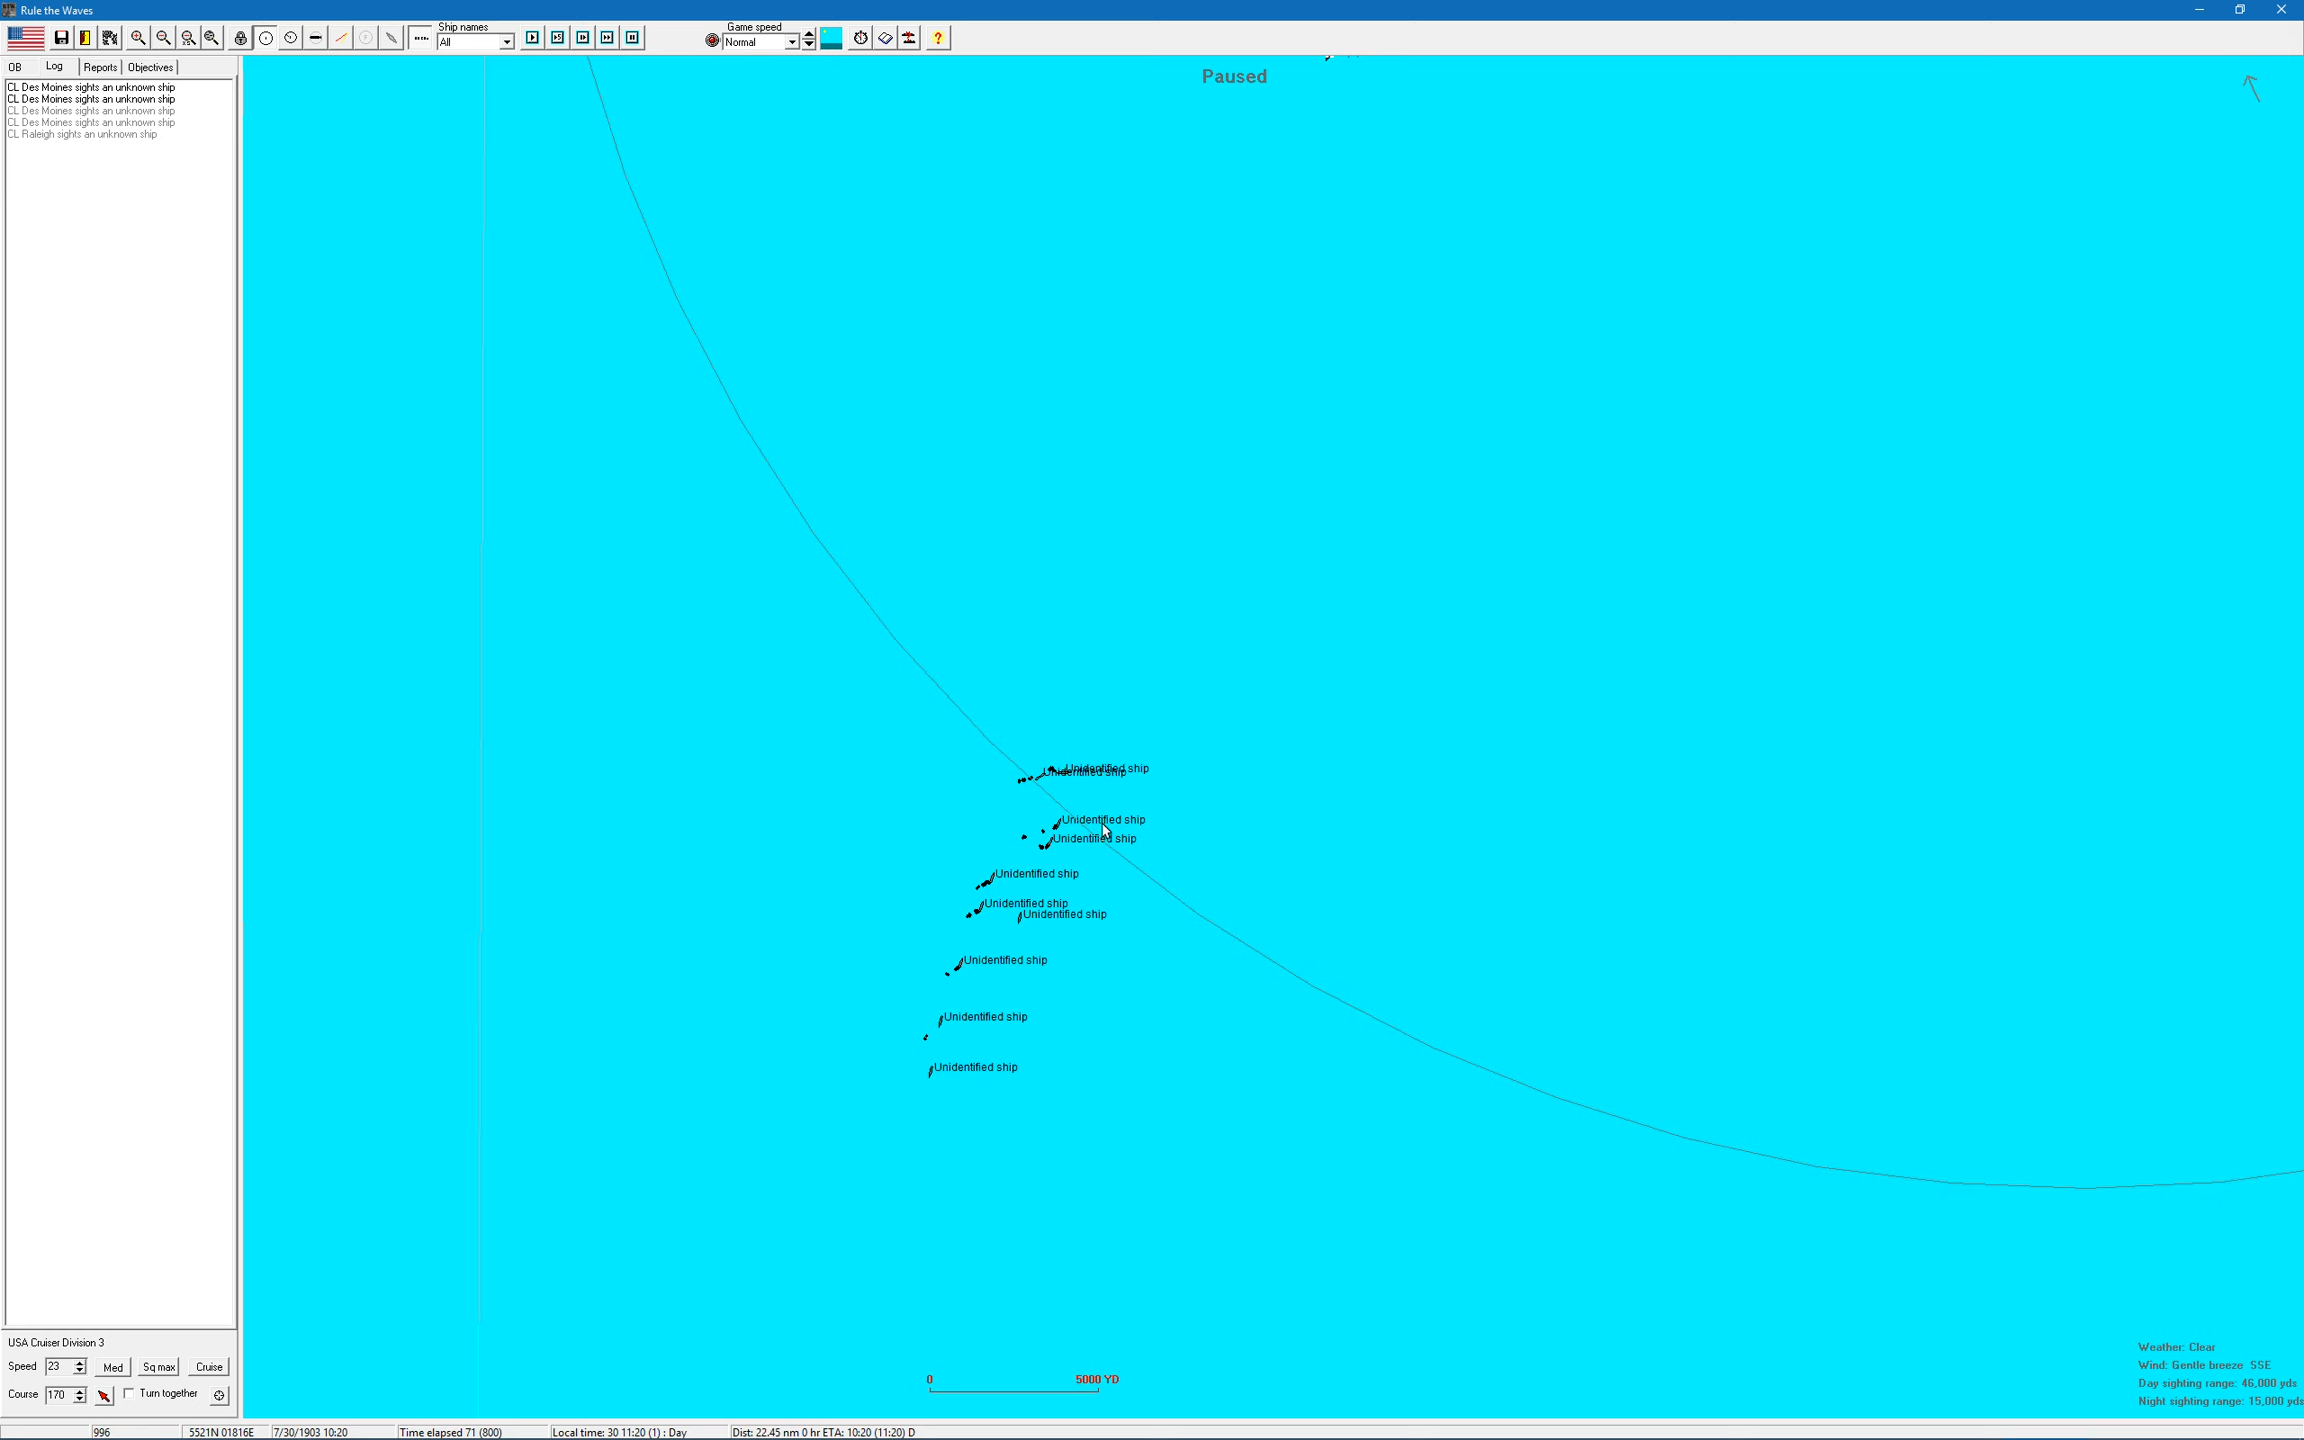 Rule the Waves
Ship names
All
Game speed
Normal
OB
Log
Reports
Objectives
CL Des Moines sights an unknown ship
CL Des Moines sights an unknown ship
CL Des Moines sights an unknown ship
CL Des Moines sights an unknown ship
CL Raleigh sights an unknown ship
Paused
Unidentified ship
Unidentified ship
Unidentified ship
Unidentified ship
Unidentified ship
Unidentified ship
Unidentified ship
Unidentified ship
Unidentified ship
Unidentified ship
0 5000 YD
Weather: Clear
Wind: Gentle breeze SSE
Day sighting range: 46,000 yds
Night sighting range: 15,000 yds
USA Cruiser Division 3
Speed 23 Med Sq max Cruise
Course 170 Turn together
996 5521N 01816E 7/30/1903 10:20 Time elapsed 71 (800) Local time: 30 11:20 (1) : Day Dist: 22.45 nm 0 hr ETA: 10:20 (11:20) D